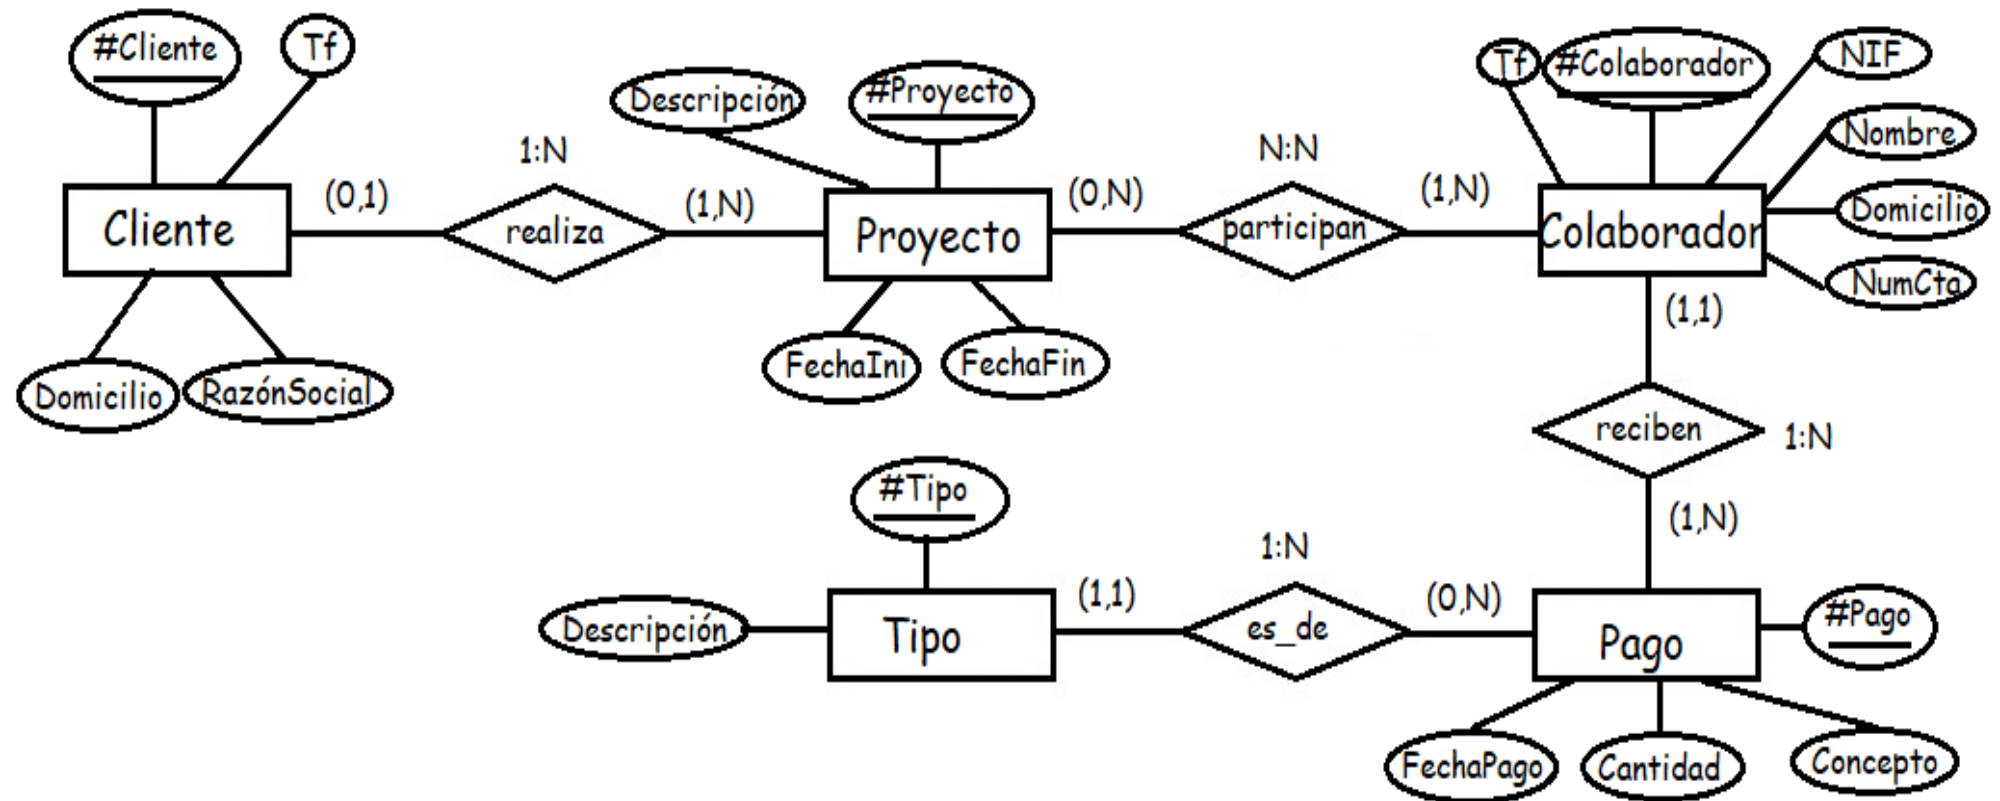 #Cliente
Tf
Descripción
#Proyecto
Tf
#Colaborador
NIF
Nombre
Domicilio
NumCta
1:N
N:N
Cliente
(0,1)
realiza
(1,N)
Proyecto
(0,N)
participan
(1,N)
Colaborador
(1,1)
Domicilio
RazónSocial
FechaIni
FechaFin
reciben
1:N
#Tipo
(1,N)
1:N
Descripción
Tipo
(1,1)
es_de
(0,N)
Pago
#Pago
FechaPago
Cantidad
Concepto